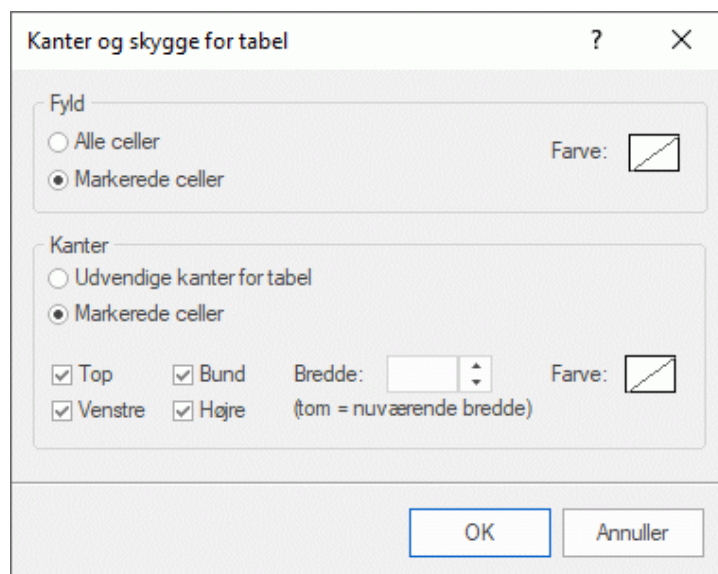 Kanter og skygge for tabel
Fyld
Alle celler
Farve:
Markerede celler
Kanter
Udvendige kanter for tabel
Markerede celler
Top Bund Bredde: Farve:
Venstre Højre (tom = nuværende bredde)
OK Annuller